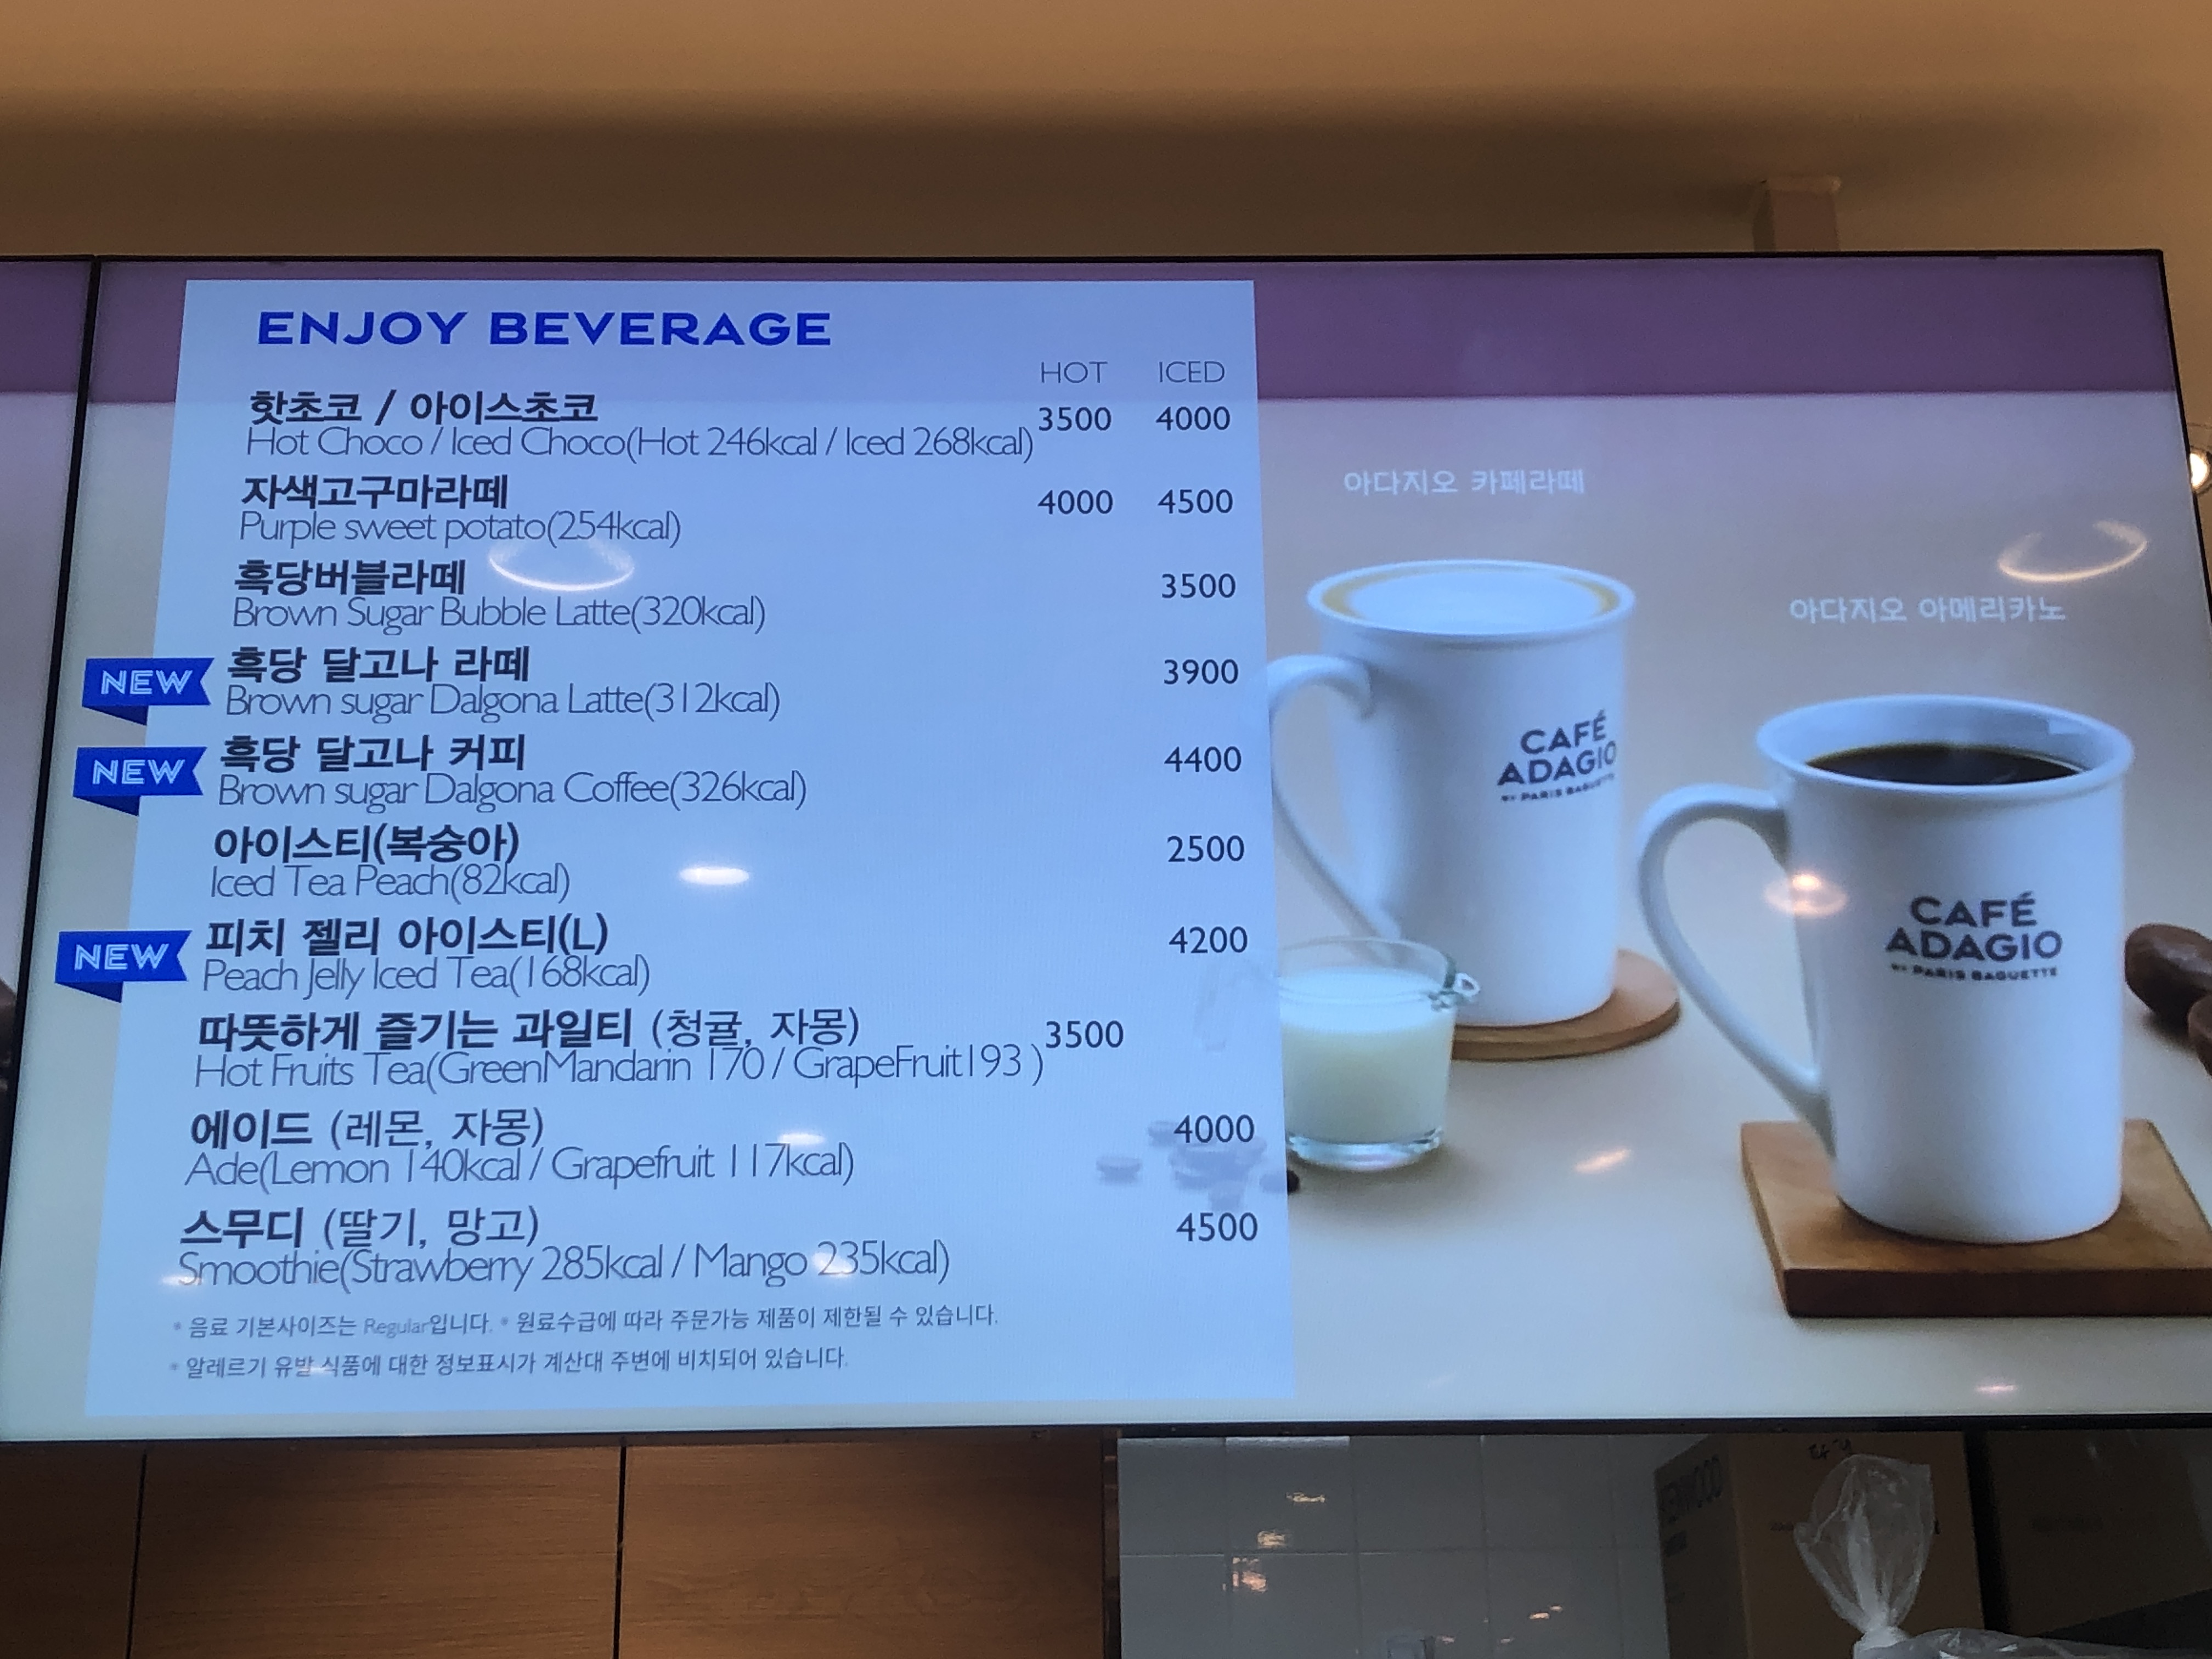 ENJOY BEVERAGE
HOT ICED
핫초코 / 아이스초코 3500 4000
Hot Choco / Iced Choco(Hot 246kcal / Iced 268kcal)
자색고구마라떼 4000 4500
Purple sweet potato(254kcal)
흑당버블라떼 3500
Brown Sugar Bubble Latte(320kcal)
NEW 흑당 달고나 라떼 3900
Brown sugar Dalgona Latte(312kcal)
NEW 흑당 달고나 커피 4400
Brown sugar Dalgona Coffee(326kcal)
아이스티(복숭아) 2500
Iced Tea Peach(82kcal)
NEW 피치 젤리 아이스티(L) 4200
Peach Jelly Iced Tea(168kcal)
따뜻하게 즐기는 과일티 (청귤, 자몽) 3500
Hot Fruits Tea(GreenMandarin 170 / GrapeFruit193 )
에이드 (레몬, 자몽) 4000
Ade(Lemon 140kcal / Grapefruit 117kcal)
스무디 (딸기, 망고) 4500
Smoothie(Strawberry 285kcal / Mango 235kcal)
* 음료 기본사이즈는 Regular입니다. * 원료수급에 따라 주문가능 제품이 제한될 수 있습니다.
* 알레르기 유발 식품에 대한 정보표시가 계산대 주변에 비치되어 있습니다.
아다지오 카페라떼
CAFÉ
ADAGIO
BY PARIS BAGUETTE
아다지오 아메리카노
CAFÉ
ADAGIO
BY PARIS BAGUETTE